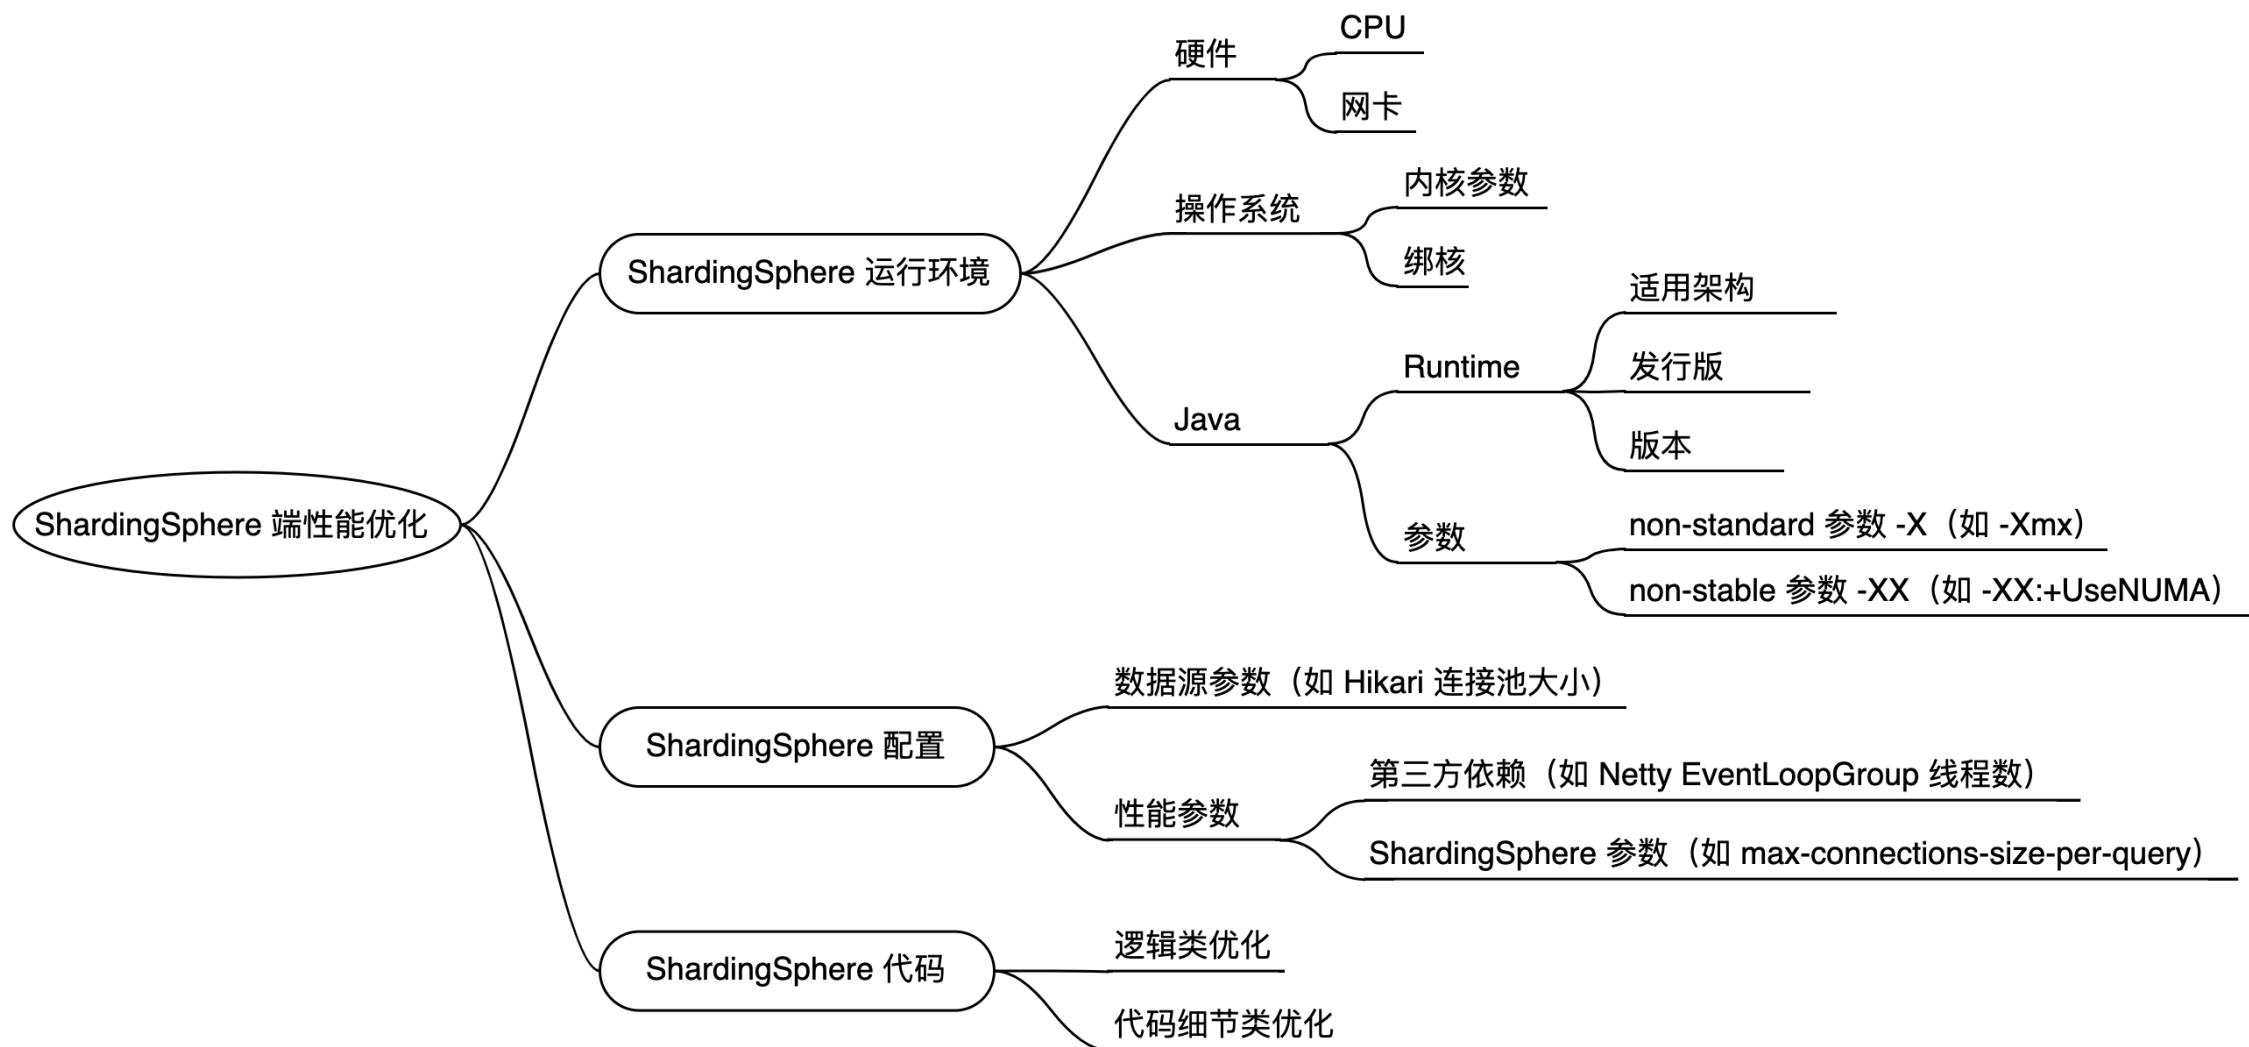 ShardingSphere 端性能优化
ShardingSphere 运行环境
硬件
CPU
网卡
操作系统
内核参数
绑核
Java
Runtime
适用架构
发行版
版本
参数
non-standard 参数 -X（如 -Xmx）
non-stable 参数 -XX（如 -XX:+UseNUMA）
ShardingSphere 配置
数据源参数（如 Hikari 连接池大小）
性能参数
第三方依赖（如 Netty EventLoopGroup 线程数）
ShardingSphere 参数（如 max-connections-size-per-query）
ShardingSphere 代码
逻辑类优化
代码细节类优化